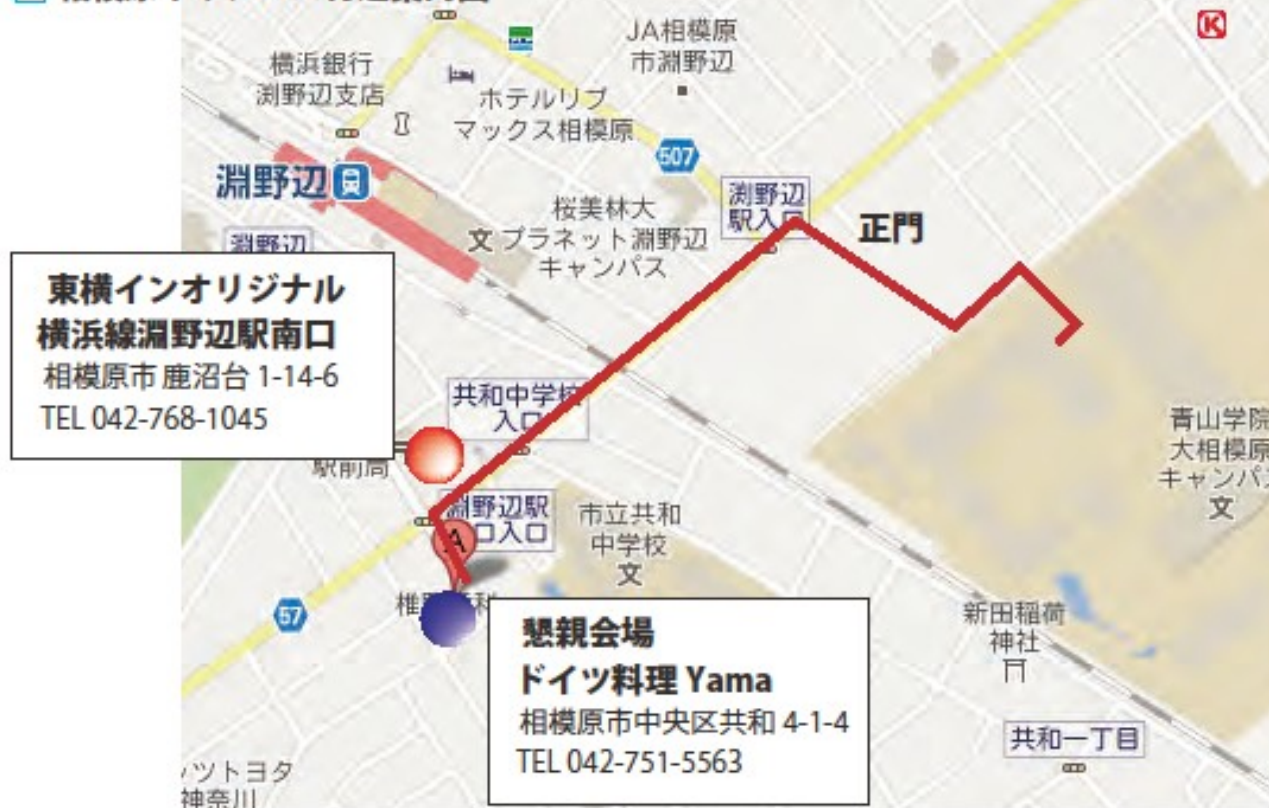 横浜銀行
渕野辺支店
JA相模原
市淵野辺
ホテルリブ
マックス相模原
507
K
淵野辺
渕野辺
駅入口
正門
桜美林大
プラネット淵野辺
キャンパス
文
淵野辺
東横インオリジナル
横浜線淵野辺駅南口
相模原市 鹿沼台 1-14-6
TEL 042-768-1045
共和中学校
入口
駅前局
淵野辺駅
口入口
A
市立共和
中学校
文
青山学院
大相模原
キャンパス
文
57
懇親会場
ドイツ料理 Yama
相模原市中央区共和 4-1-4
TEL 042-751-5563
新田稲荷
神社
共和一丁目
ッツトヨタ
神奈川